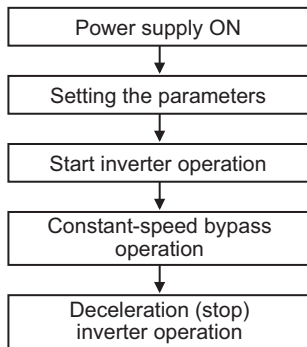 Power supply ON
Setting the parameters
Start inverter operation
Constant-speed bypass
operation
Deceleration (stop)
inverter operation